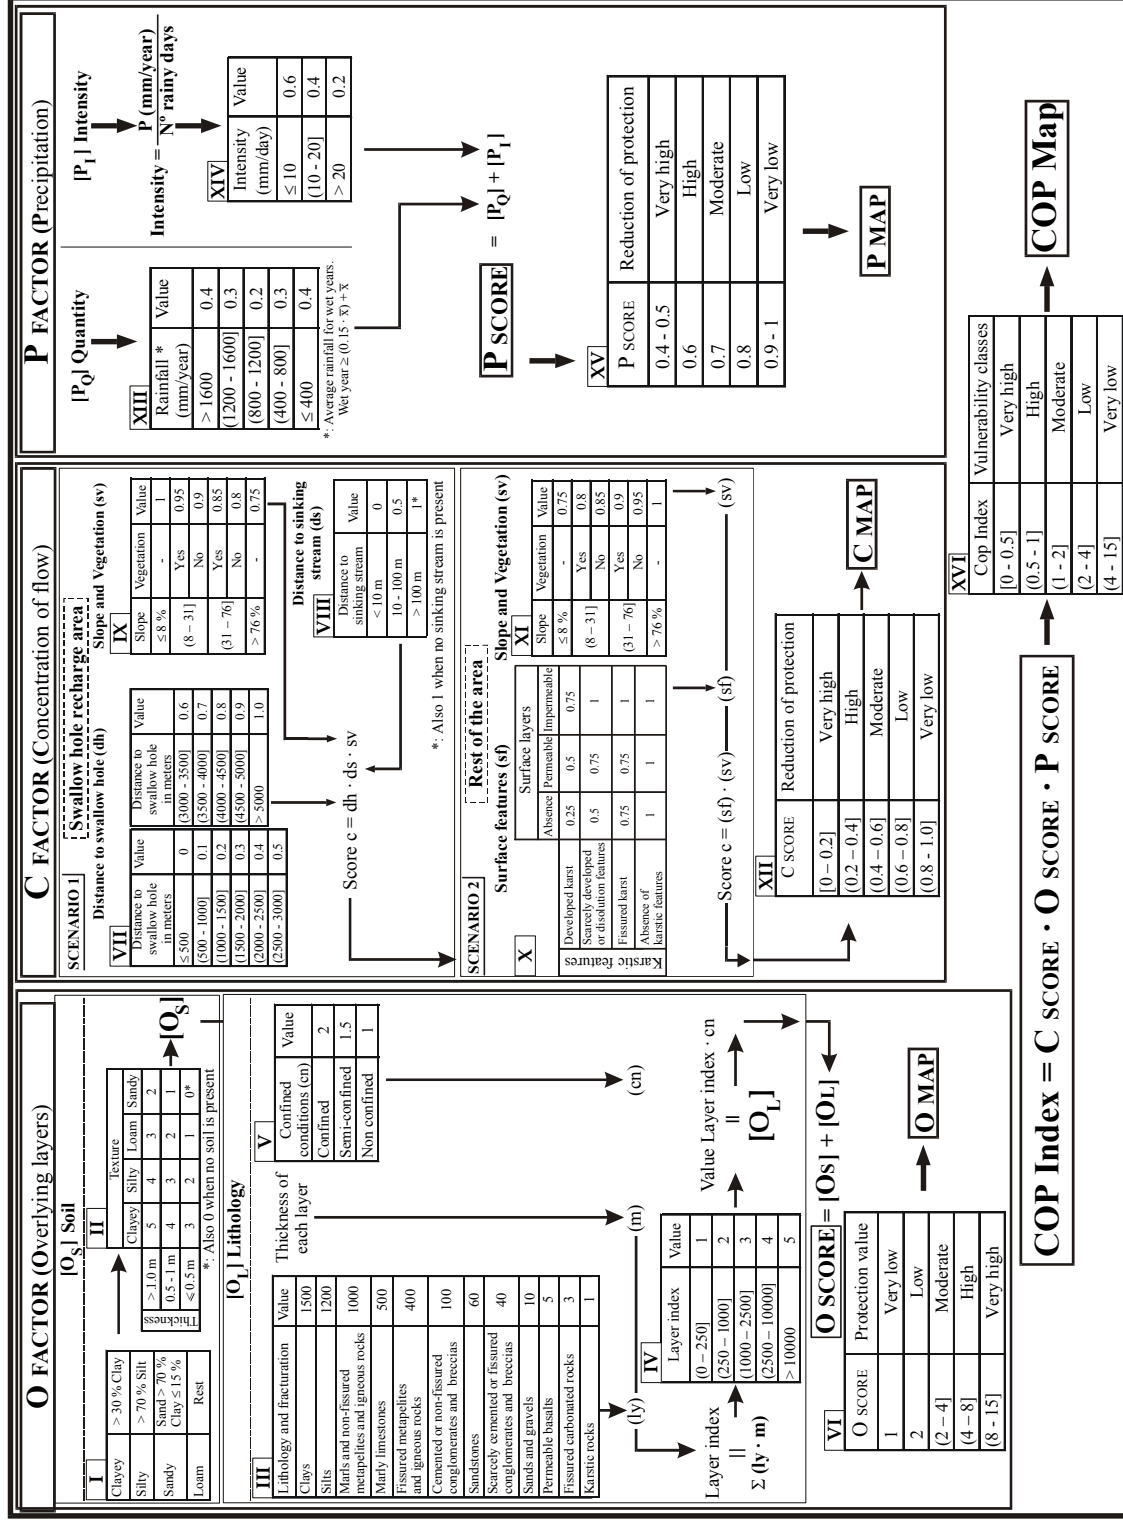 O FACTOR (Overlying layers)
[OS] Soil
I
Clayey > 30 % Clay
Silty > 70 % Silt
Sandy Sand > 70 %
Clay ≤ 15 %
Loam Rest
II
Texture
Clayey Silty Loam Sandy
Thickness
> 1.0 m 5 4 3 2
0.5 - 1 m 4 3 2 1
≤ 0.5 m 3 2 1 0*
*: Also 0 when no soil is present
[OS]
[OL] Lithology
III
Lithology and fracturation Value
Clays 1500
Silts 1200
Marls and non-fissured
metapelites and igneous rocks 1000
Marly limestones 500
Fissured metapelites
and igneous rocks 400
Cemented or non-fissured
conglomerates and breccias 100
Sandstones 60
Scarcely cemented or fissured
conglomerates and breccias 40
Sands and gravels 10
Permeable basalts 5
Fissured carbonated rocks 3
Karstic rocks 1
Thickness of
each layer
V
Confined
conditions (cn) Value
Confined 2
Semi-confined 1.5
Non confined 1
(ly) (m) (cn)
Layer index
||
Σ (ly · m)
IV
Layer index Value
(0 – 250] 1
(250 – 1000] 2
(1000 – 2500] 3
(2500 – 10000] 4
> 10000 5
Value Layer index · cn
||
[OL]
O SCORE = [OS] + [OL]
VI
O SCORE Protection value
1 Very low
2 Low
(2 – 4] Moderate
(4 – 8] High
(8 - 15] Very high
O MAP
C FACTOR (Concentration of flow)
SCENARIO 1
Swallow hole recharge area
Distance to swallow hole (dh)
VII
Distance to
swallow hole
in meters Value
≤ 500 0
(500 - 1000] 0.1
(1000 - 1500] 0.2
(1500 - 2000] 0.3
(2000 - 2500] 0.4
(2500 - 3000] 0.5
Distance to
swallow hole
in meters Value
(3000 - 3500] 0.6
(3500 - 4000] 0.7
(4000 - 4500] 0.8
(4500 - 5000] 0.9
> 5000 1.0
Slope and Vegetation (sv)
IX
Slope Vegetation Value
≤ 8 % - 1
(8 – 31] Yes 0.95
No 0.9
(31 – 76] Yes 0.85
No 0.8
> 76 % - 0.75
Distance to sinking
stream (ds)
VIII
Distance to
sinking stream Value
< 10 m 0
10 - 100 m 0.5
> 100 m 1*
*: Also 1 when no sinking stream is present
Score c = dh · ds · sv
SCENARIO 2
Rest of the area
Surface features (sf)
X
Surface layers
Absence Permeable Impermeable
Karstic features
Developed karst 0.25 0.5 0.75
Scarcely developed
or disolution features 0.5 0.75 1
Fissured karst 0.75 0.75 1
Absence of
karstic features 1 1 1
Slope and Vegetation (sv)
XI
Slope Vegetation Value
≤ 8 % - 0.75
(8 – 31] Yes 0.8
No 0.85
(31 – 76] Yes 0.9
No 0.95
> 76 % - 1
Score c = (sf) · (sv) (sf) (sv)
XII
C SCORE Reduction of protection
[0 – 0.2] Very high
(0.2 – 0.4] High
(0.4 – 0.6] Moderate
(0.6 – 0.8] Low
(0.8 - 1.0] Very low
C MAP
P FACTOR (Precipitation)
[PQ] Quantity
XIII
Rainfall *
(mm/year) Value
> 1600 0.4
(1200 - 1600] 0.3
(800 - 1200] 0.2
(400 - 800] 0.3
≤ 400 0.4
*: Average rainfall for wet years.
Wet year ≥ (0.15 · x̄) + x̄
[PI] Intensity
Intensity = P (mm/year)
Nº rainy days
XIV
Intensity
(mm/day) Value
≤ 10 0.6
(10 - 20] 0.4
> 20 0.2
P SCORE = [PQ] + [PI]
XV
P SCORE Reduction of protection
0.4 - 0.5 Very high
0.6 High
0.7 Moderate
0.8 Low
0.9 - 1 Very low
P MAP
COP Index = C SCORE · O SCORE · P SCORE
XVI
Cop Index Vulnerability classes
[0 - 0.5] Very high
(0.5 - 1] High
(1 - 2] Moderate
(2 - 4] Low
(4 - 15] Very low
COP Map